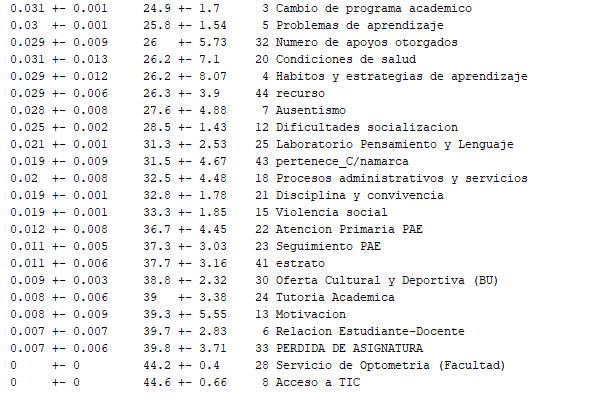 0.031 +- 0.001 24.9 +- 1.7 3 Cambio de programa academico
0.03 +- 0.001 25.8 +- 1.54 5 Problemas de aprendizaje
0.029 +- 0.009 26 +- 5.73 32 Numero de apoyos otorgados
0.031 +- 0.013 26.2 +- 7.1 20 Condiciones de salud
0.029 +- 0.012 26.2 +- 8.07 4 Habitos y estrategias de aprendizaje
0.029 +- 0.006 26.3 +- 3.9 44 recurso
0.028 +- 0.008 27.6 +- 4.88 7 Ausentismo
0.025 +- 0.002 28.5 +- 1.43 12 Dificultades socializacion
0.021 +- 0.001 31.3 +- 2.53 25 Laboratorio Pensamiento y Lenguaje
0.019 +- 0.009 31.5 +- 4.67 43 pertenece_C/namarca
0.02 +- 0.008 32.5 +- 4.48 18 Procesos administrativos y servicios
0.019 +- 0.001 32.8 +- 1.78 21 Disciplina y convivencia
0.019 +- 0.001 33.3 +- 1.85 15 Violencia social
0.012 +- 0.008 36.7 +- 4.45 22 Atencion Primaria PAE
0.011 +- 0.005 37.3 +- 3.03 23 Seguimiento PAE
0.011 +- 0.006 37.7 +- 3.16 41 estrato
0.009 +- 0.003 38.8 +- 2.32 30 Oferta Cultural y Deportiva (BU)
0.008 +- 0.006 39 +- 3.38 24 Tutoria Academica
0.008 +- 0.009 39.3 +- 5.55 13 Motivacion
0.007 +- 0.007 39.7 +- 2.83 6 Relacion Estudiante-Docente
0.007 +- 0.006 39.8 +- 3.71 33 PERDIDA DE ASIGNATURA
0 +- 0 44.2 +- 0.4 28 Servicio de Optometria (Facultad)
0 +- 0 44.6 +- 0.66 8 Acceso a TIC